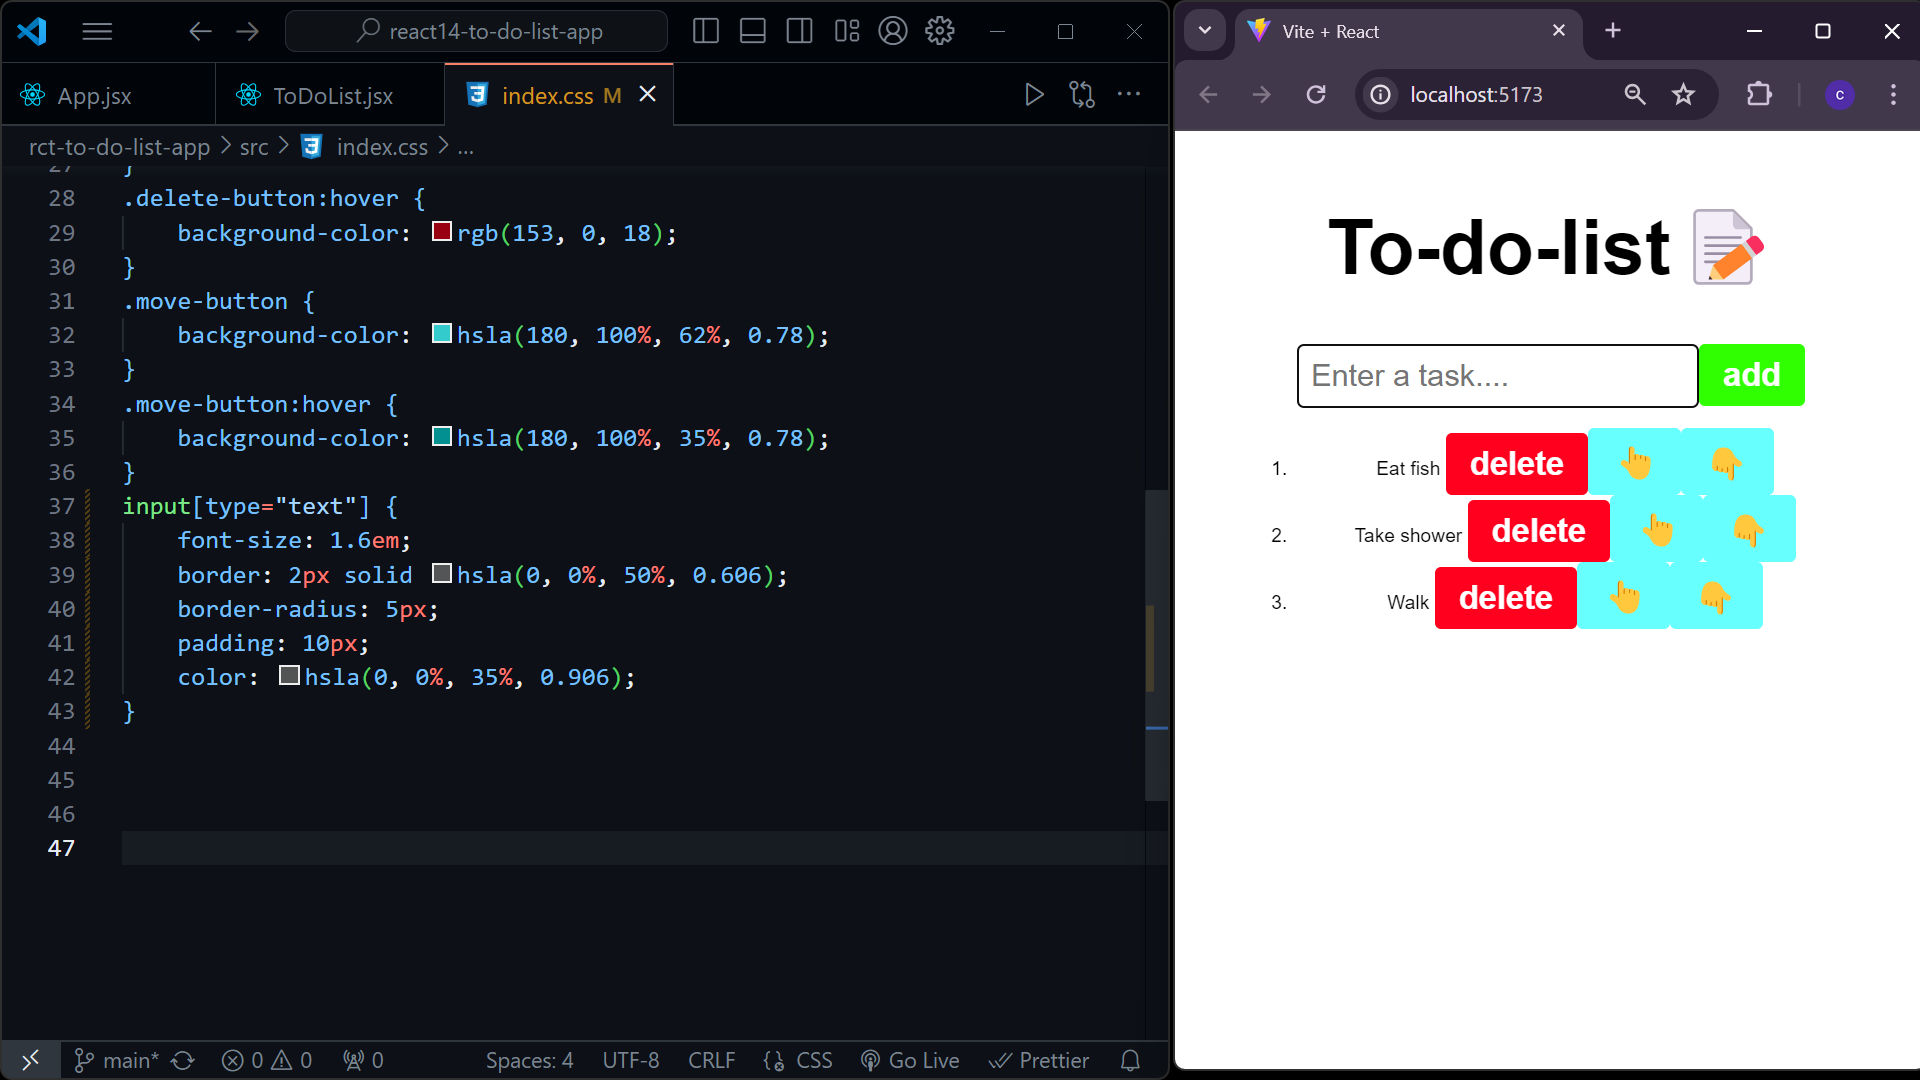 react14-to-do-list-app
App.jsx
ToDoList.jsx
index.css M
rct-to-do-list-app > src > index.css > ...
27 }
28 .delete-button:hover {
29 background-color: rgb(153, 0, 18);
30 }
31 .move-button {
32 background-color: hsla(180, 100%, 62%, 0.78);
33 }
34 .move-button:hover {
35 background-color: hsla(180, 100%, 35%, 0.78);
36 }
37 input[type="text"] {
38 font-size: 1.6em;
39 border: 2px solid hsla(0, 0%, 50%, 0.606);
40 border-radius: 5px;
41 padding: 10px;
42 color: hsla(0, 0%, 35%, 0.906);
43 }
44
45
46
47
main* 0 0 0 Spaces: 4 UTF-8 CRLF CSS Go Live Prettier
Vite + React
localhost:5173
c
To-do-list
Enter a task.... add
1. Eat fish delete
2. Take shower delete
3. Walk delete